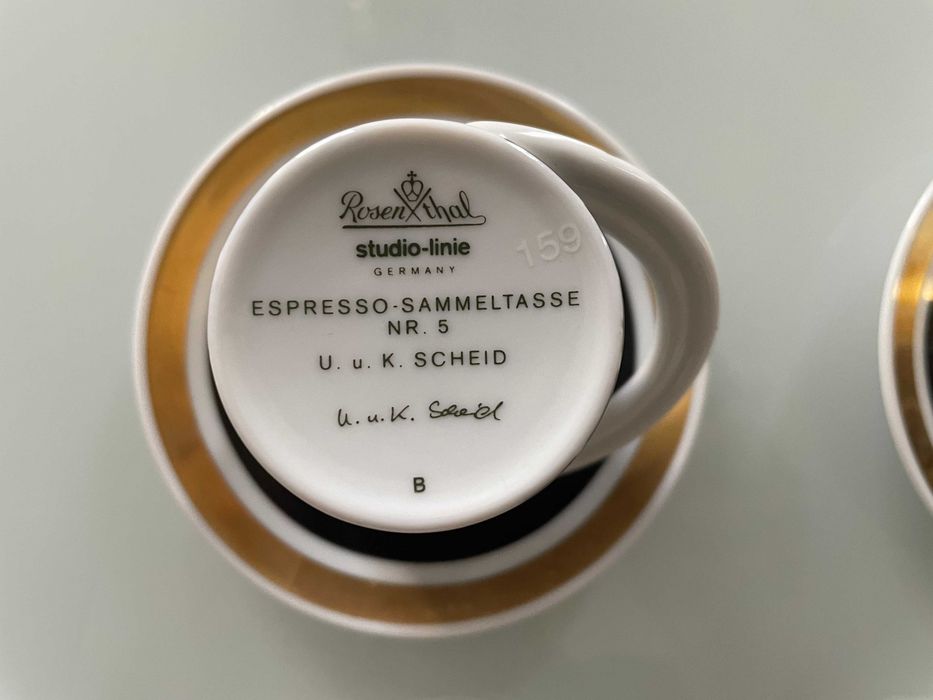 Rosenthal
studio-linie
GERMANY
159
ESPRESSO-SAMMELTASSE
NR. 5
U. u. K. SCHEID
U. u. K. Scheid
B